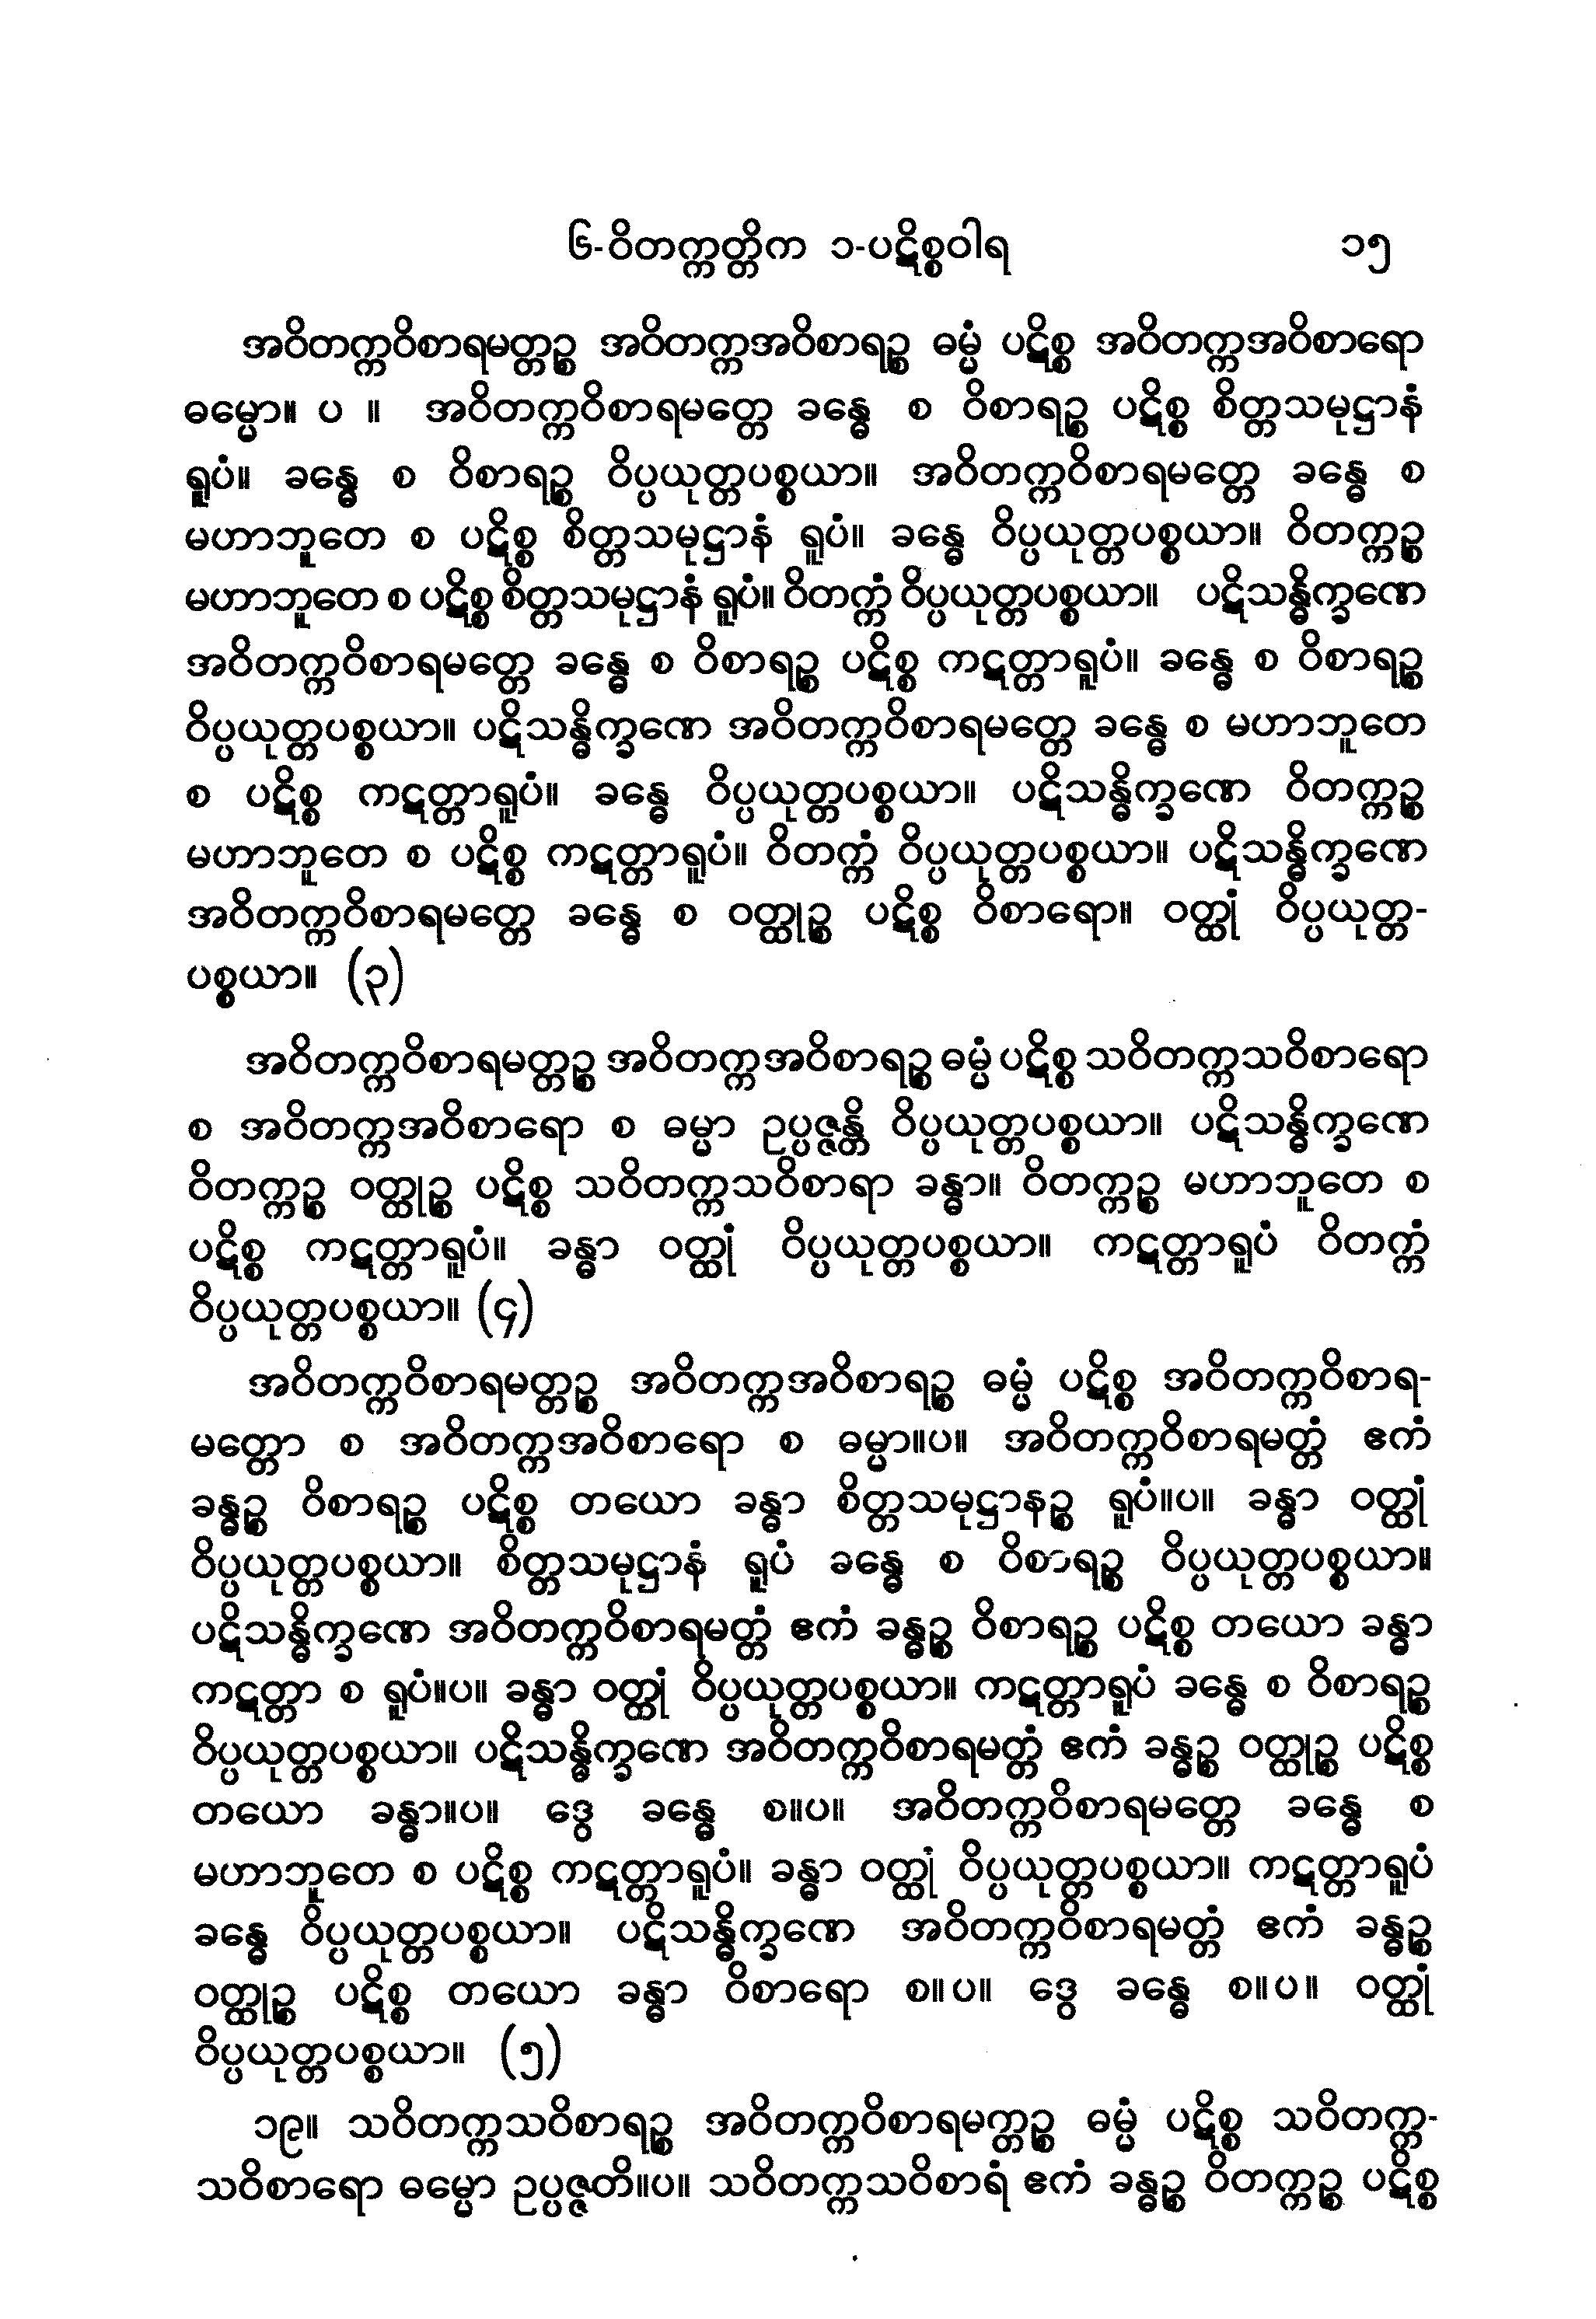 ၆-ဝိတက္ကတ္တိက ၁-ပဋိစ္စဝါရ ၁၅
အဝိတက္ကဝိစာရမတ္တဉ္စ အဝိတက္ကအဝိစာရဉ္စ ဓမ္မံ ပဋိစ္စ အဝိတက္ကအဝိစာရော
ဓမ္မော။ ပ ။ အဝိတက္ကဝိစာရမတ္တေ ခန္ဓေ စ ဝိစာရဉ္စ ပဋိစ္စ စိတ္တသမုဋ္ဌာနံ
ရူပံ။ ခန္ဓေ စ ဝိစာရဉ္စ ဝိပ္ပယုတ္တပစ္စယာ။ အဝိတက္ကဝိစာရမတ္တေ ခန္ဓေ စ
မဟာဘူတေ စ ပဋိစ္စ စိတ္တသမုဋ္ဌာနံ ရူပံ။ ခန္ဓေ ဝိပ္ပယုတ္တပစ္စယာ။ ဝိတက္ကဉ္စ
မဟာဘူတေ စ ပဋိစ္စ စိတ္တသမုဋ္ဌာနံ ရူပံ။ ဝိတက္ကံ ဝိပ္ပယုတ္တပစ္စယာ။ ပဋိသန္ဓိက္ခဏေ
အဝိတက္ကဝိစာရမတ္တေ ခန္ဓေ စ ဝိစာရဉ္စ ပဋိစ္စ ကဋတ္တာရူပံ။ ခန္ဓေ စ ဝိစာရဉ္စ
ဝိပ္ပယုတ္တပစ္စယာ။ ပဋိသန္ဓိက္ခဏေ အဝိတက္ကဝိစာရမတ္တေ ခန္ဓေ စ မဟာဘူတေ
စ ပဋိစ္စ ကဋတ္တာရူပံ။ ခန္ဓေ ဝိပ္ပယုတ္တပစ္စယာ။ ပဋိသန္ဓိက္ခဏေ ဝိတက္ကဉ္စ
မဟာဘူတေ စ ပဋိစ္စ ကဋတ္တာရူပံ။ ဝိတက္ကံ ဝိပ္ပယုတ္တပစ္စယာ။ ပဋိသန္ဓိက္ခဏေ
အဝိတက္ကဝိစာရမတ္တေ ခန္ဓေ စ ဝတ္ထုဉ္စ ပဋိစ္စ ဝိစာရော။ ဝတ္ထုံ ဝိပ္ပယုတ္တ-
ပစ္စယာ။ (၃)
အဝိတက္ကဝိစာရမတ္တဉ္စ အဝိတက္ကအဝိစာရဉ္စ ဓမ္မံ ပဋိစ္စ သဝိတက္ကသဝိစာရော
စ အဝိတက္ကအဝိစာရော စ ဓမ္မာ ဥပ္ပဇ္ဇန္တိ ဝိပ္ပယုတ္တပစ္စယာ။ ပဋိသန္ဓိက္ခဏေ
ဝိတက္ကဉ္စ ဝတ္ထုဉ္စ ပဋိစ္စ သဝိတက္ကသဝိစာရာ ခန္ဓာ။ ဝိတက္ကဉ္စ မဟာဘူတေ စ
ပဋိစ္စ ကဋတ္တာရူပံ။ ခန္ဓာ ဝတ္ထုံ ဝိပ္ပယုတ္တပစ္စယာ။ ကဋတ္တာရူပံ ဝိတက္ကံ
ဝိပ္ပယုတ္တပစ္စယာ။ (၄)
အဝိတက္ကဝိစာရမတ္တဉ္စ အဝိတက္ကအဝိစာရဉ္စ ဓမ္မံ ပဋိစ္စ အဝိတက္ကဝိစာရ-
မတ္တော စ အဝိတက္ကအဝိစာရော စ ဓမ္မာ။ပ။ အဝိတက္ကဝိစာရမတ္တံ ဧကံ
ခန္ဓဉ္စ ဝိစာရဉ္စ ပဋိစ္စ တယော ခန္ဓာ စိတ္တသမုဋ္ဌာနဉ္စ ရူပံ။ပ။ ခန္ဓာ ဝတ္ထုံ
ဝိပ္ပယုတ္တပစ္စယာ။ စိတ္တသမုဋ္ဌာနံ ရူပံ ခန္ဓေ စ ဝိစာရဉ္စ ဝိပ္ပယုတ္တပစ္စယာ။
ပဋိသန္ဓိက္ခဏေ အဝိတက္ကဝိစာရမတ္တံ ဧကံ ခန္ဓဉ္စ ဝိစာရဉ္စ ပဋိစ္စ တယော ခန္ဓာ
ကဋတ္တာ စ ရူပံ။ပ။ ခန္ဓာ ဝတ္ထုံ ဝိပ္ပယုတ္တပစ္စယာ။ ကဋတ္တာရူပံ ခန္ဓေ စ ဝိစာရဉ္စ
ဝိပ္ပယုတ္တပစ္စယာ။ ပဋိသန္ဓိက္ခဏေ အဝိတက္ကဝိစာရမတ္တံ ဧကံ ခန္ဓဉ္စ ဝတ္ထုဉ္စ ပဋိစ္စ
တယော ခန္ဓာ။ပ။ ဒွေ ခန္ဓေ စ။ပ။ အဝိတက္ကဝိစာရမတ္တေ ခန္ဓေ စ
မဟာဘူတေ စ ပဋိစ္စ ကဋတ္တာရူပံ။ ခန္ဓာ ဝတ္ထုံ ဝိပ္ပယုတ္တပစ္စယာ။ ကဋတ္တာရူပံ
ခန္ဓေ ဝိပ္ပယုတ္တပစ္စယာ။ ပဋိသန္ဓိက္ခဏေ အဝိတက္ကဝိစာရမတ္တံ ဧကံ ခန္ဓဉ္စ
ဝတ္ထုဉ္စ ပဋိစ္စ တယော ခန္ဓာ ဝိစာရော စ။ ပ။ ဒွေ ခန္ဓေ စ။ ပ။ ဝတ္ထုံ
ဝိပ္ပယုတ္တပစ္စယာ။ (၅)
၁၉။ သဝိတက္ကသဝိစာရဉ္စ အဝိတက္ကဝိစာရမက္တဉ္စ ဓမ္မံ ပဋိစ္စ သဝိတက္က-
သဝိစာရော ဓမ္မော ဥပ္ပဇ္ဇတိ။ပ။ သဝိတက္ကသဝိစာရံ ဧကံ ခန္ဓဉ္စ ဝိတက္ကဉ္စ ပဋိစ္စ